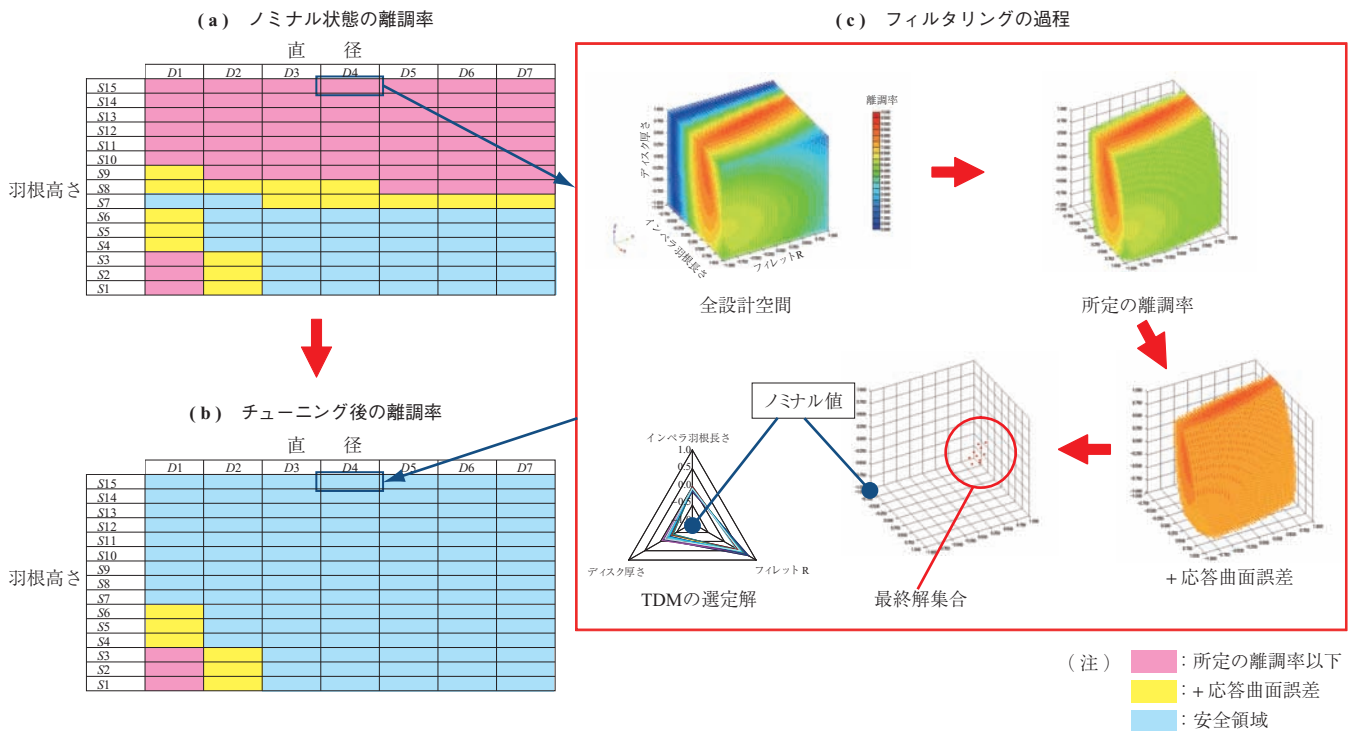 (a) ノミナル状態の離調率
直 径
D1 D2 D3 D4 D5 D6 D7
羽根高さ
S15
S14
S13
S12
S11
S10
S9
S8
S7
S6
S5
S4
S3
S2
S1
(b) チューニング後の離調率
直 径
D1 D2 D3 D4 D5 D6 D7
羽根高さ
S15
S14
S13
S12
S11
S10
S9
S8
S7
S6
S5
S4
S3
S2
S1
(c) フィルタリングの過程
離調率
ディスク厚さ
インペラ羽根長さ
フィレットR
全設計空間
所定の離調率
+応答曲面誤差
最終解集合
ノミナル値
インペラ羽根長さ
1.0
0.5
0.0
ディスク厚さ
フィレット R
TDMの選定解
(注)
:所定の離調率以下
:+応答曲面誤差
:安全領域